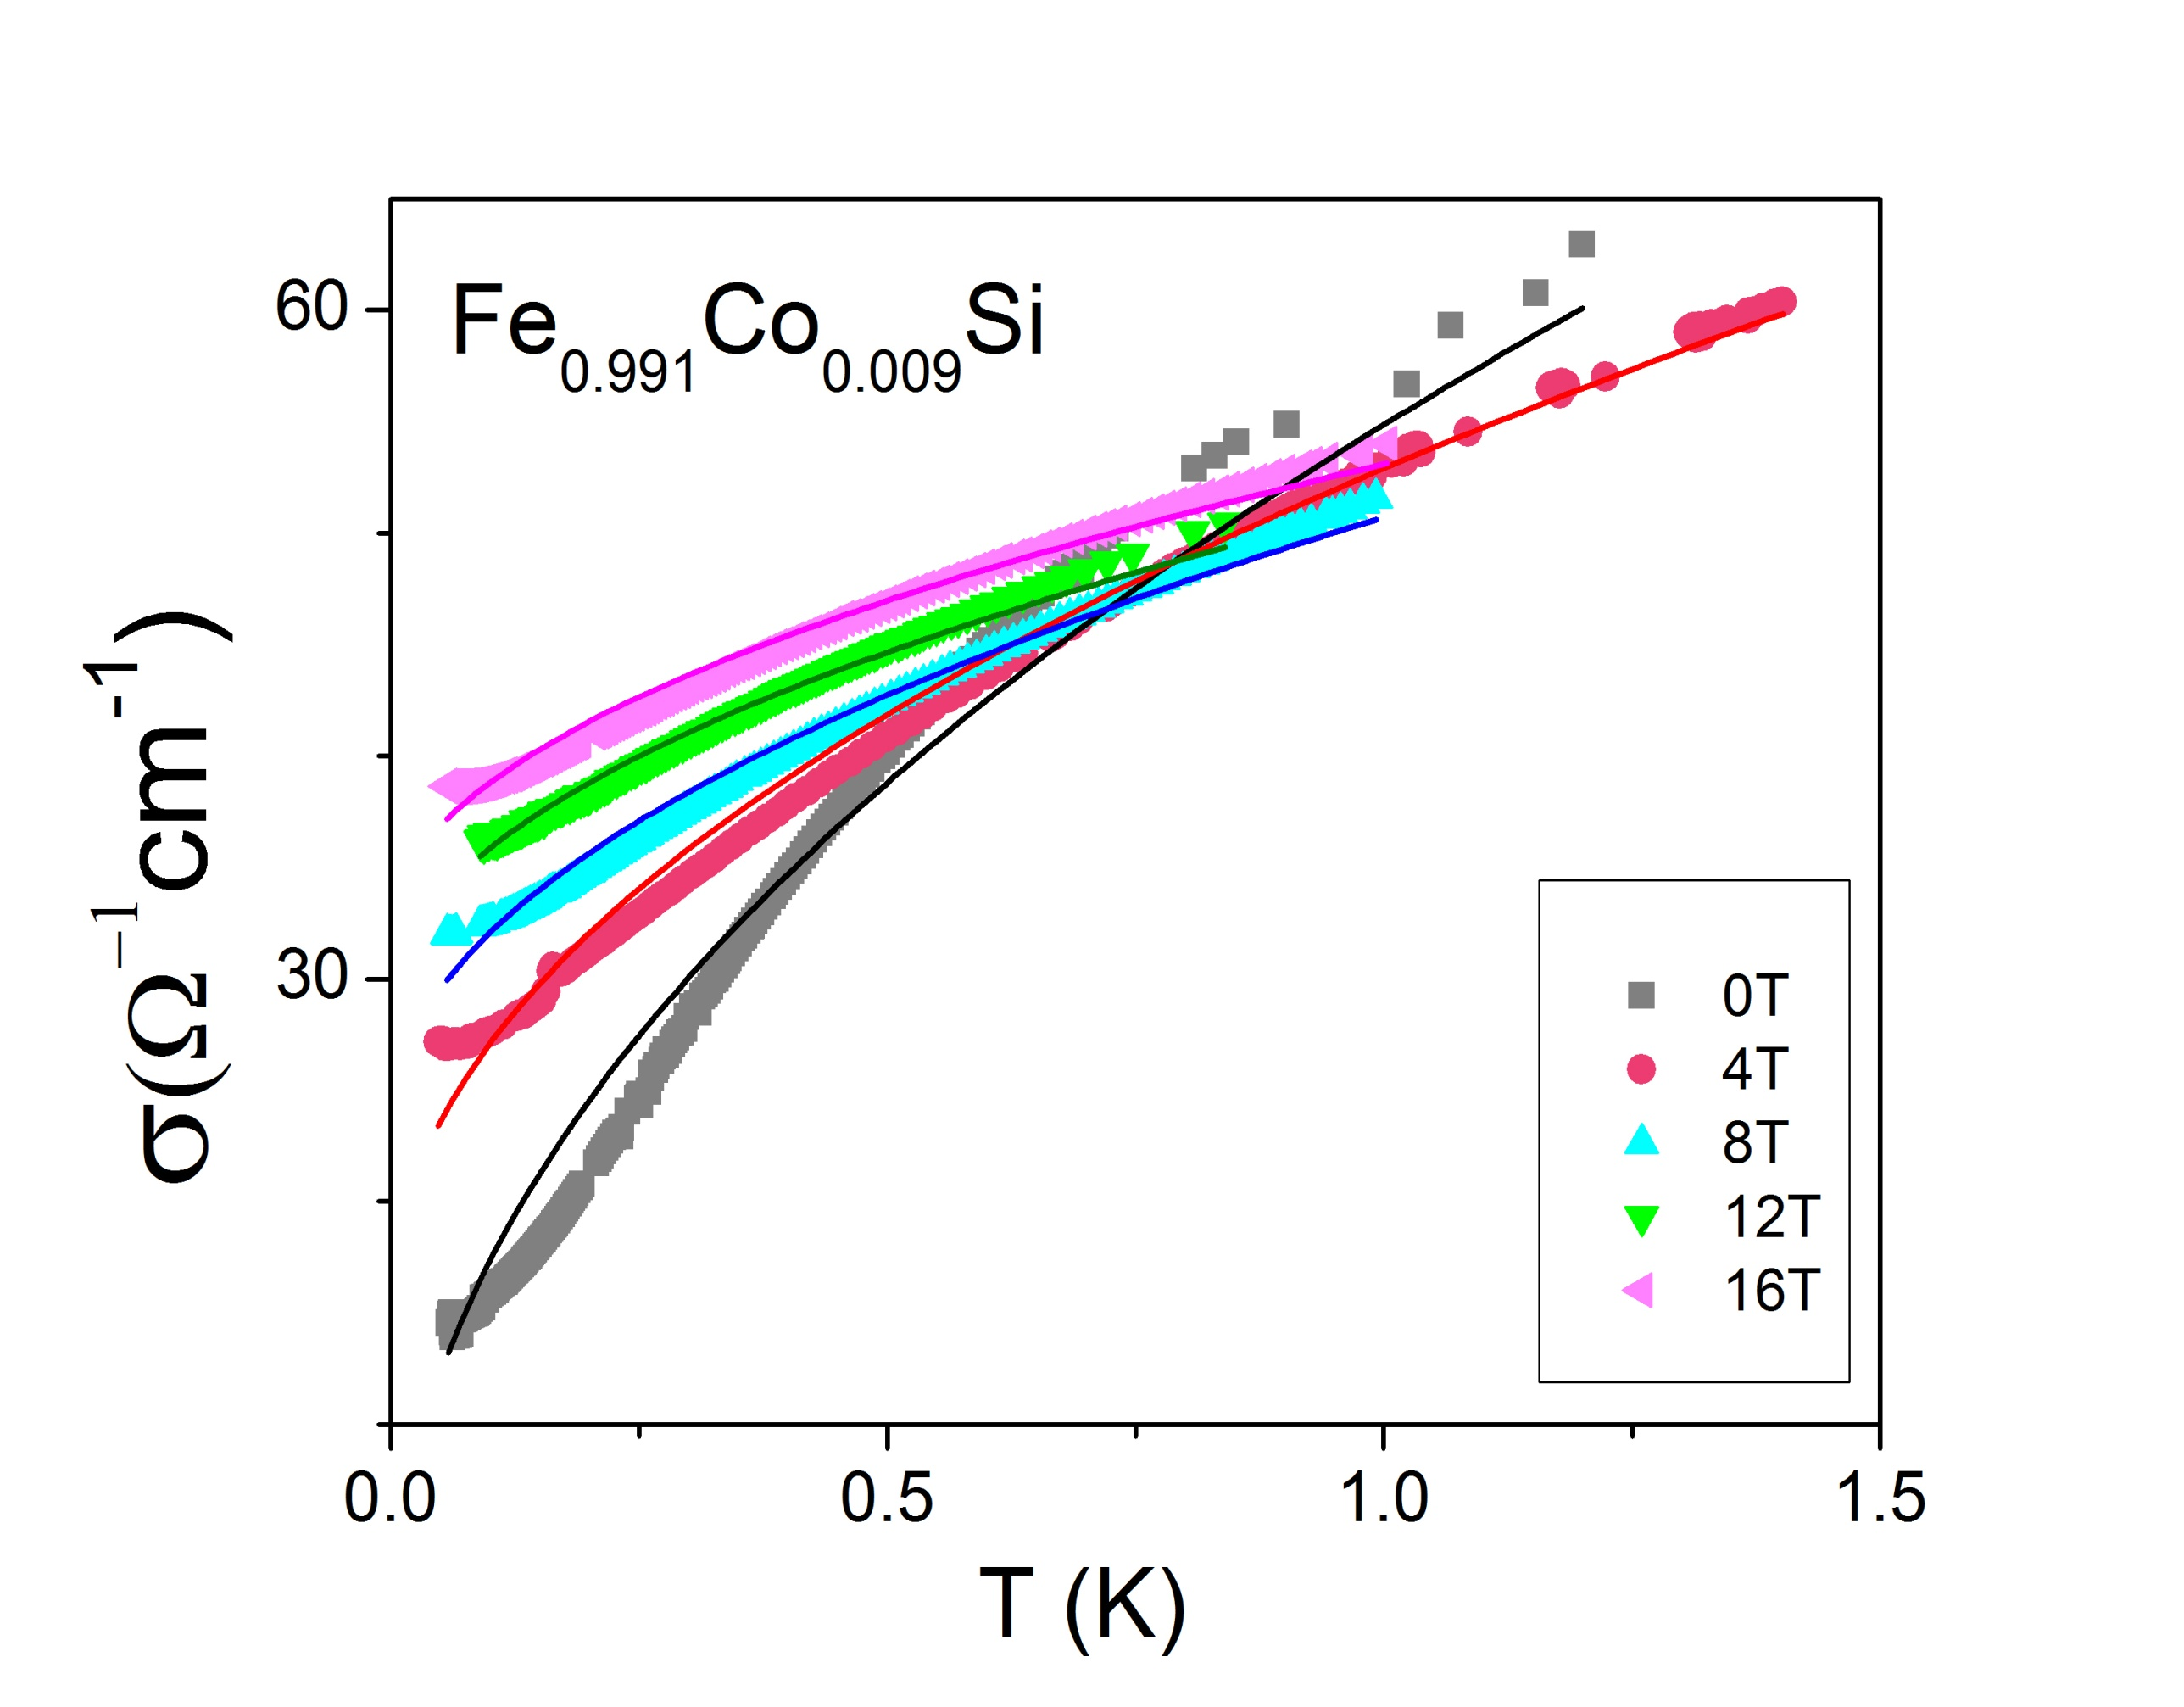 Fe0.991Co0.009Si
60
30
σ(Ω−1cm-1)
0T
4T
8T
12T
16T
0.0 0.5 1.0 1.5
T (K)